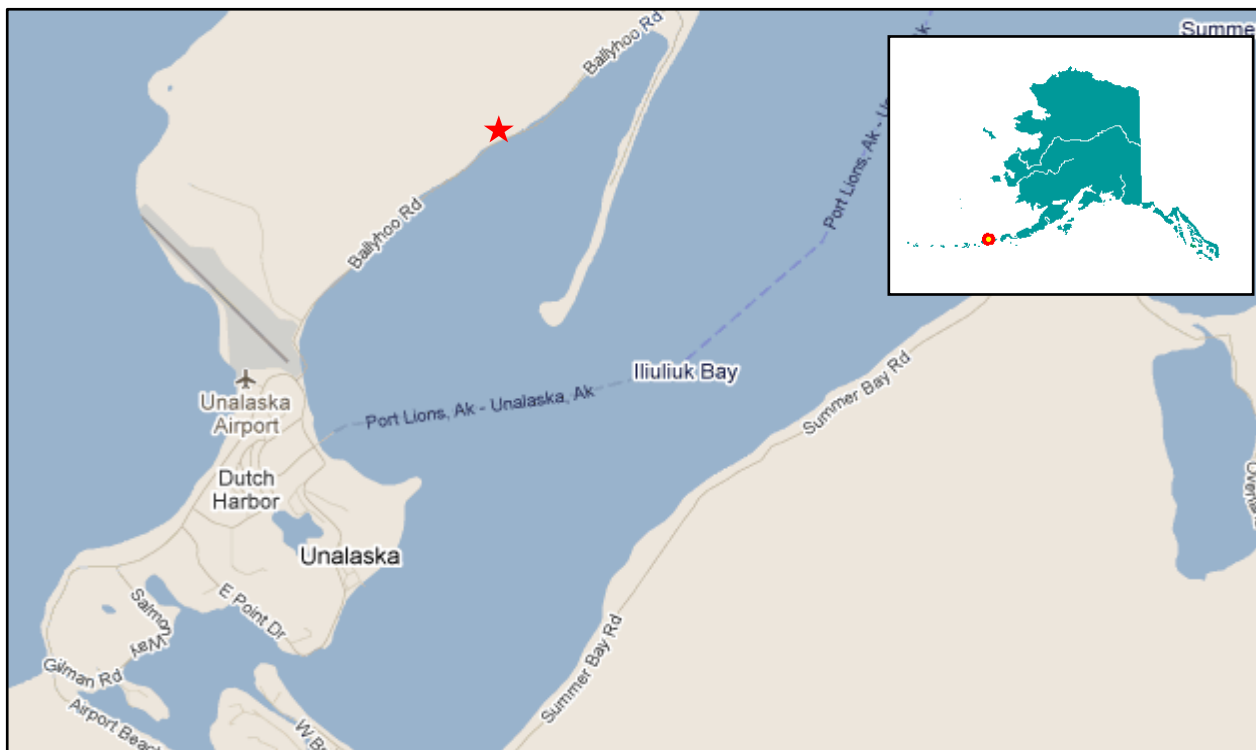 Ballyhoo Rd
Summe
Port Lions, Ak - Un
k
Ballyhoo Rd
Iliuliuk Bay
Summer Bay Rd
Port Lions, Ak - Unalaska, Ak
Unalaska
Airport
Dutch
Harbor
Unalaska
E Point Dr
Salmon
Way
Gilman Rd
Airport Beach
Summer Bay Rd